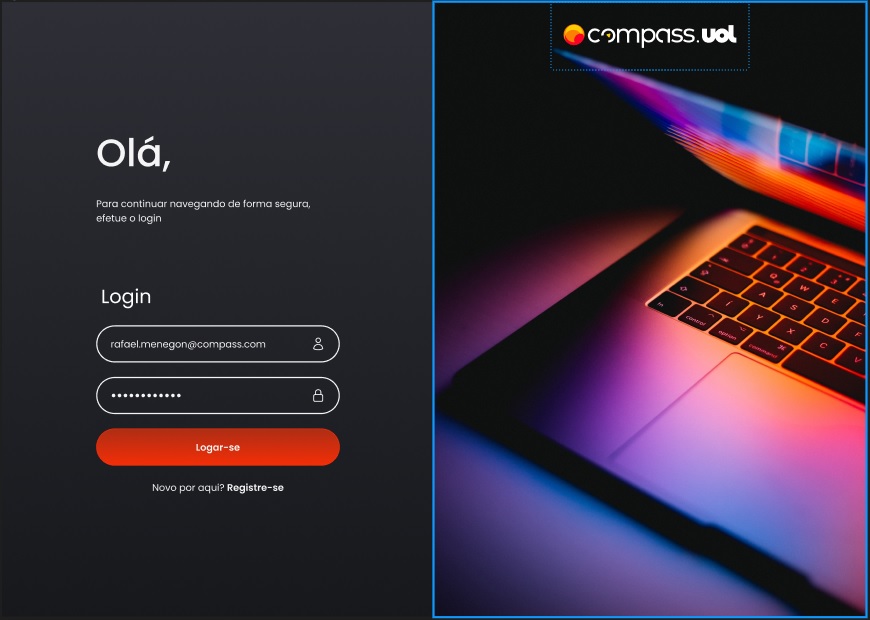 Olá,
Para continuar navegando de forma segura,
efetue o login
Login
rafael.menegon@compass.com
••••••••••••
Logar-se
Novo por aqui? Registre-se
compass.uol
Q W E
A S D
Y X C V
fn control option command